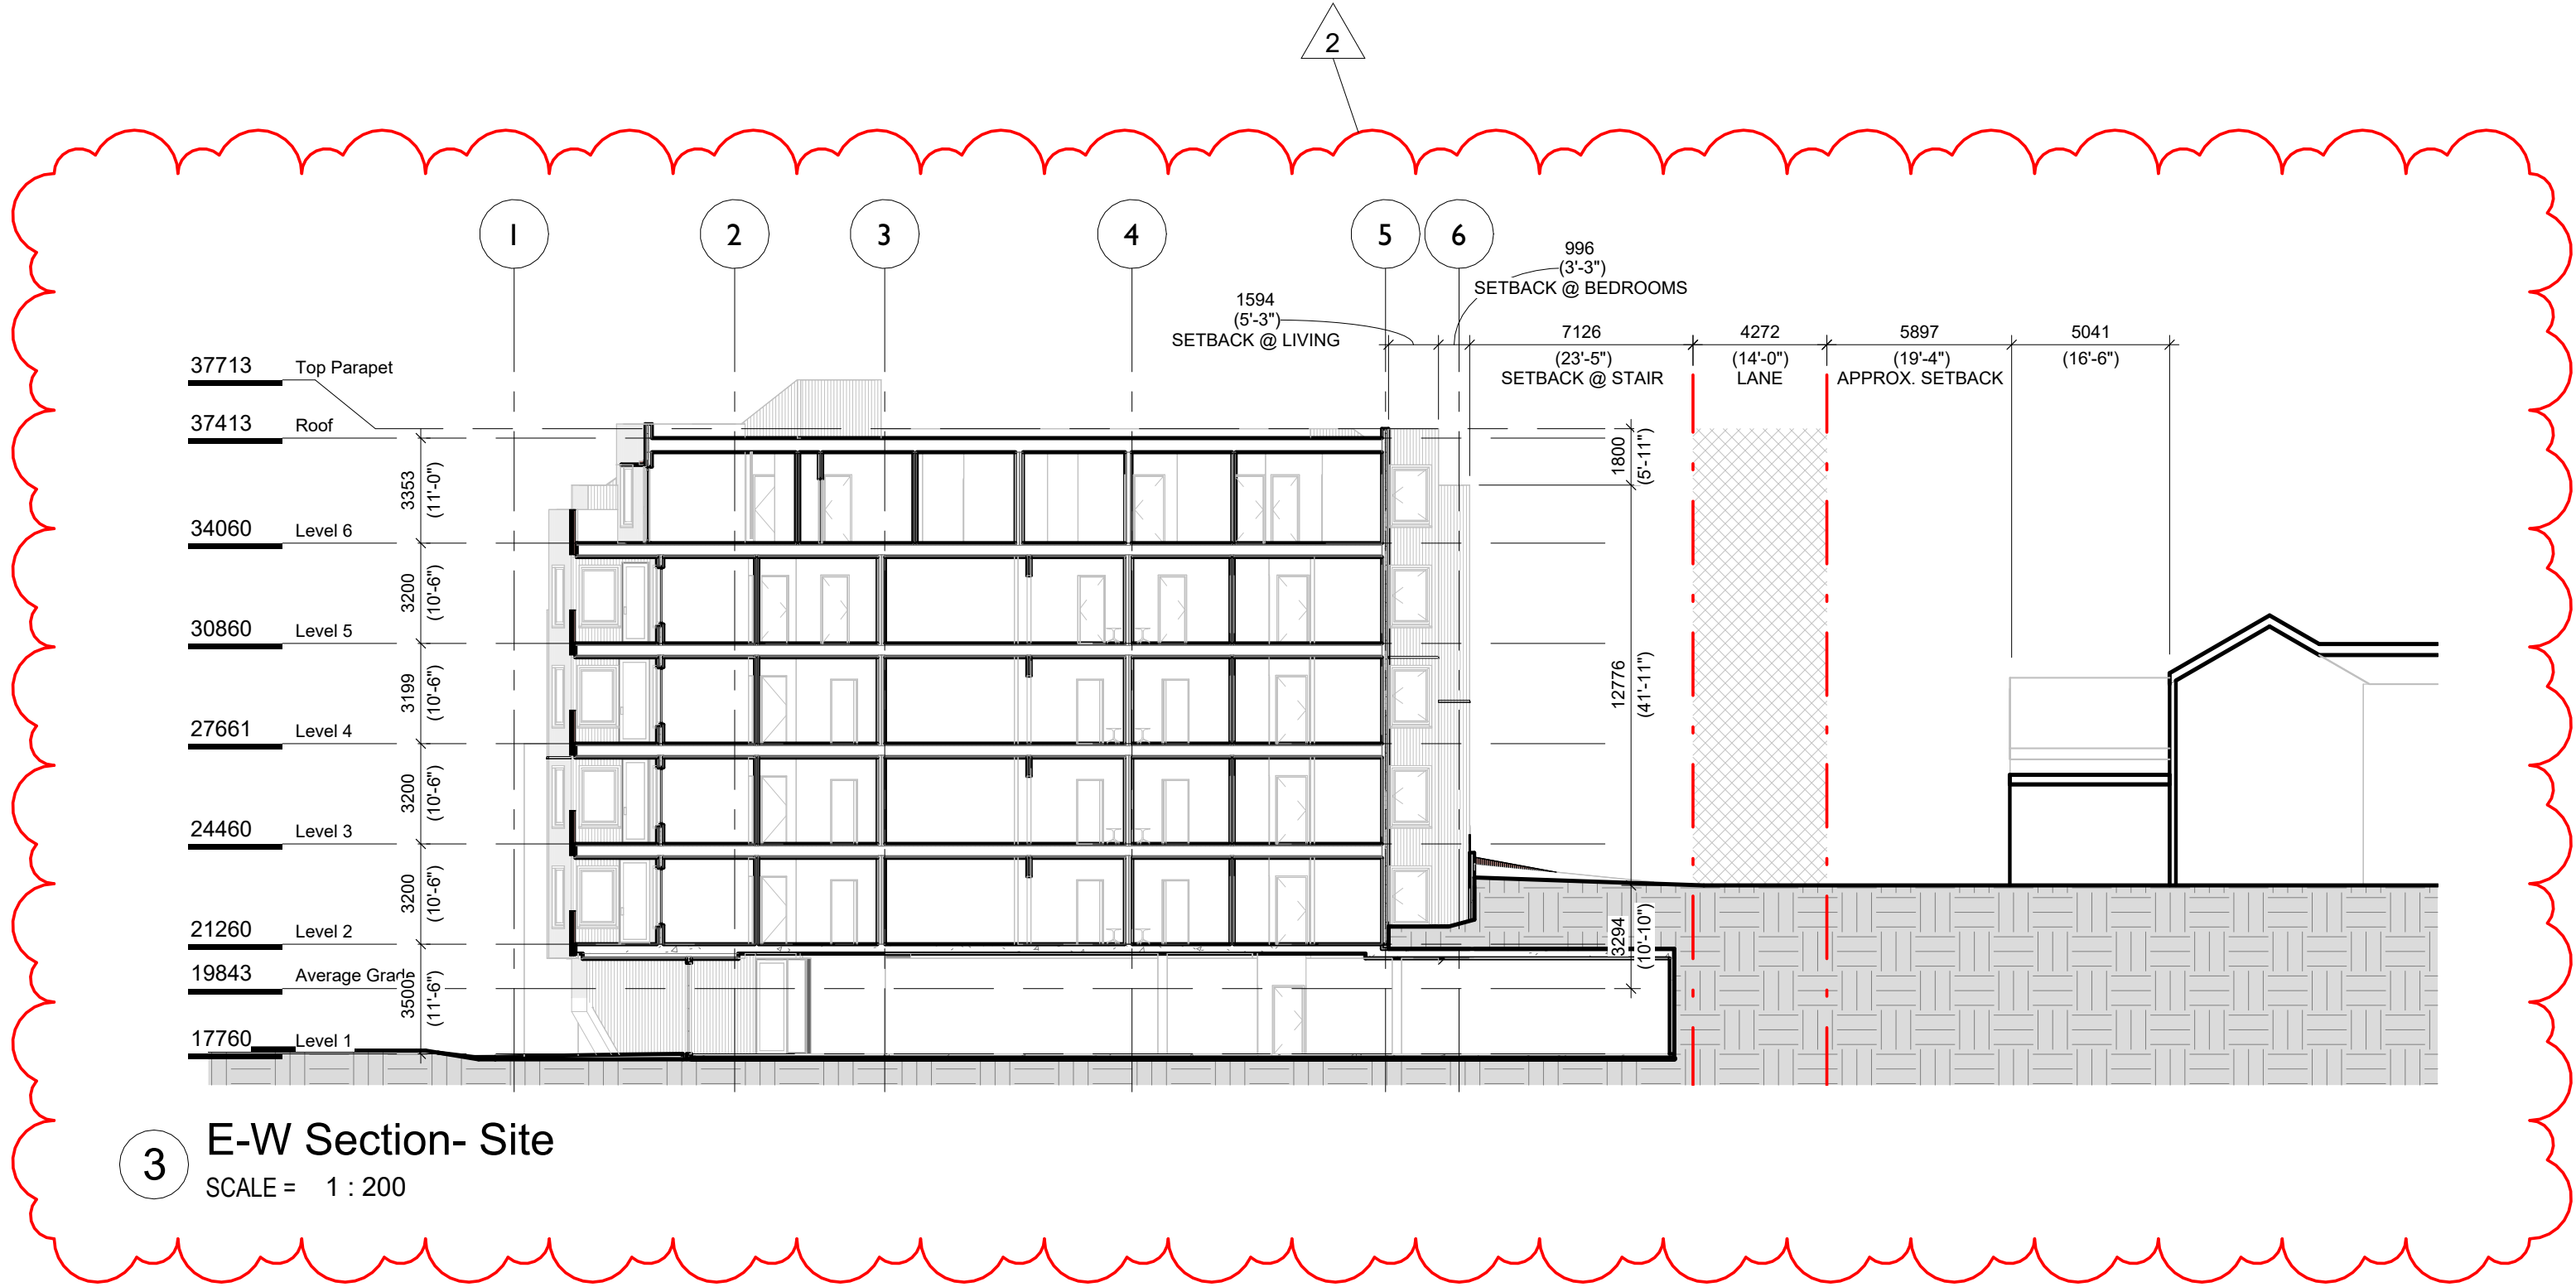 2
1
2
3
4
5
6
996
(3'-3")
SETBACK @ BEDROOMS
1594
(5'-3")
SETBACK @ LIVING
7126
(23'-5")
SETBACK @ STAIR
4272
(14'-0")
LANE
5897
(19'-4")
APPROX. SETBACK
5041
(16'-6")
37713 Top Parapet
37413 Roof
3353
(11'-0")
34060 Level 6
3200
(10'-6")
30860 Level 5
3199
(10'-6")
27661 Level 4
3200
(10'-6")
24460 Level 3
3200
(10'-6")
21260 Level 2
19843 Average Grade
3500
(11'-6")
17760 Level 1
1800
(5'-11")
12776
(41'-11")
3294
(10'-10")
3
E-W Section- Site
SCALE = 1 : 200